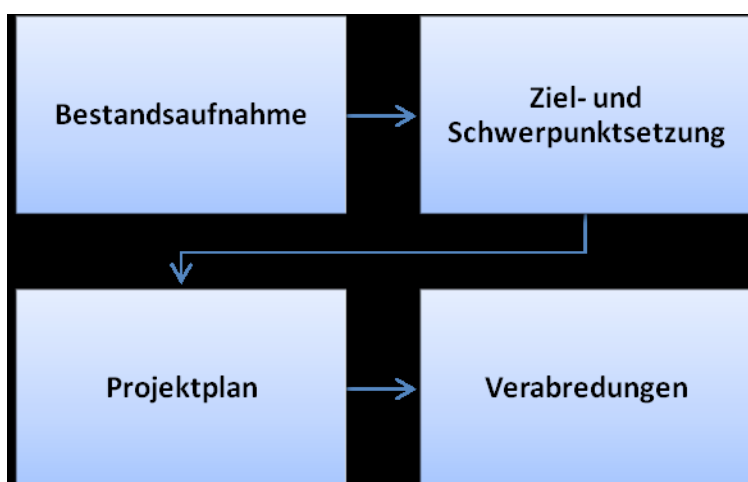 Bestandsaufnahme
Ziel- und
Schwerpunktsetzung
Projektplan
Verabredungen